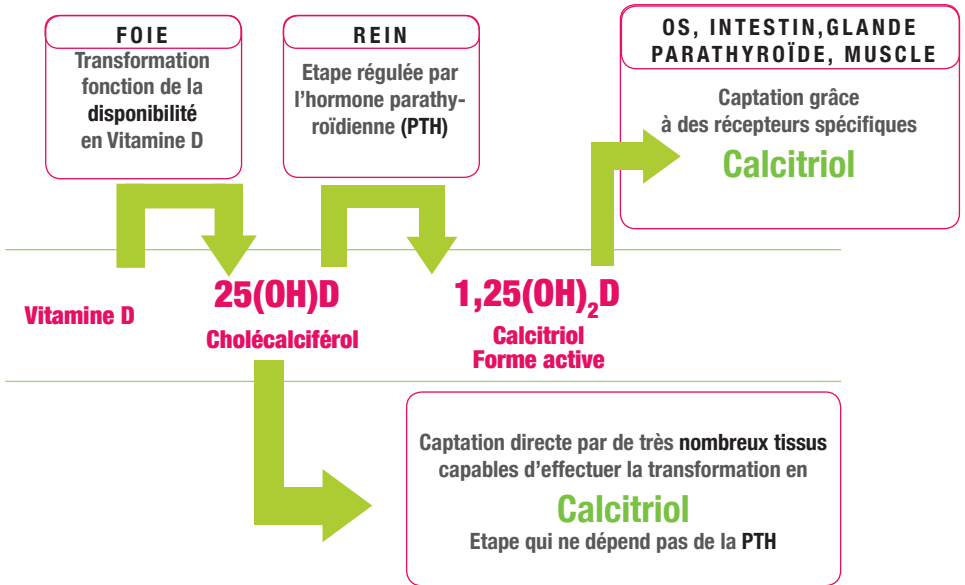 FOIE
Transformation
fonction de la
disponibilité
en Vitamine D
REIN
Etape régulée par
l'hormone parathy-
roïdienne (PTH)
OS, INTESTIN,GLANDE
PARATHYROÏDE, MUSCLE
Captation grâce
à des récepteurs spécifiques
Calcitriol
Vitamine D
25(OH)D
Cholécalciférol
1,25(OH)₂D
Calcitriol
Forme active
Captation directe par de très nombreux tissus
capables d'effectuer la transformation en
Calcitriol
Etape qui ne dépend pas de la PTH